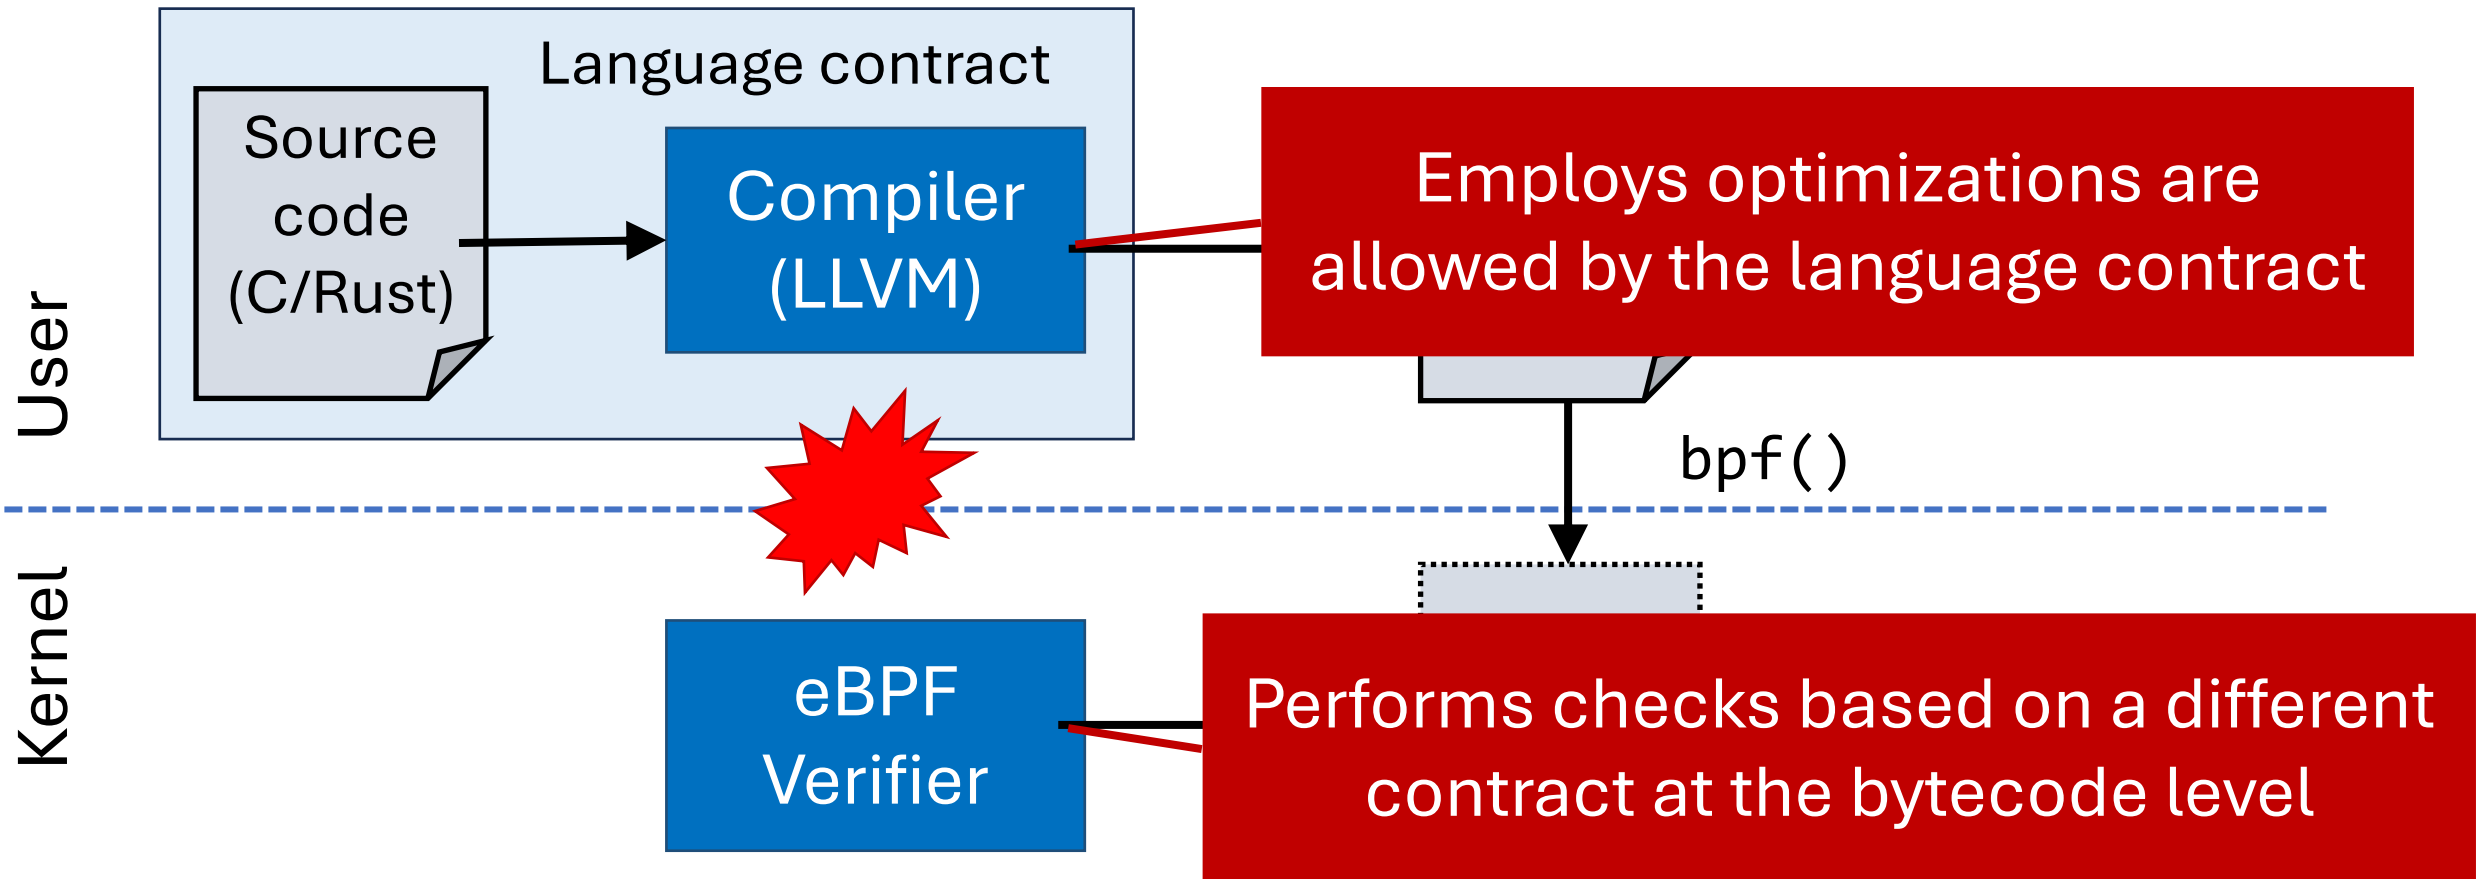 Language contract
Source
code
(C/Rust)
Compiler
(LLVM)
Employs optimizations are
allowed by the language contract
User
bpf()
Kernel
eBPF
Verifier
Performs checks based on a different
contract at the bytecode level